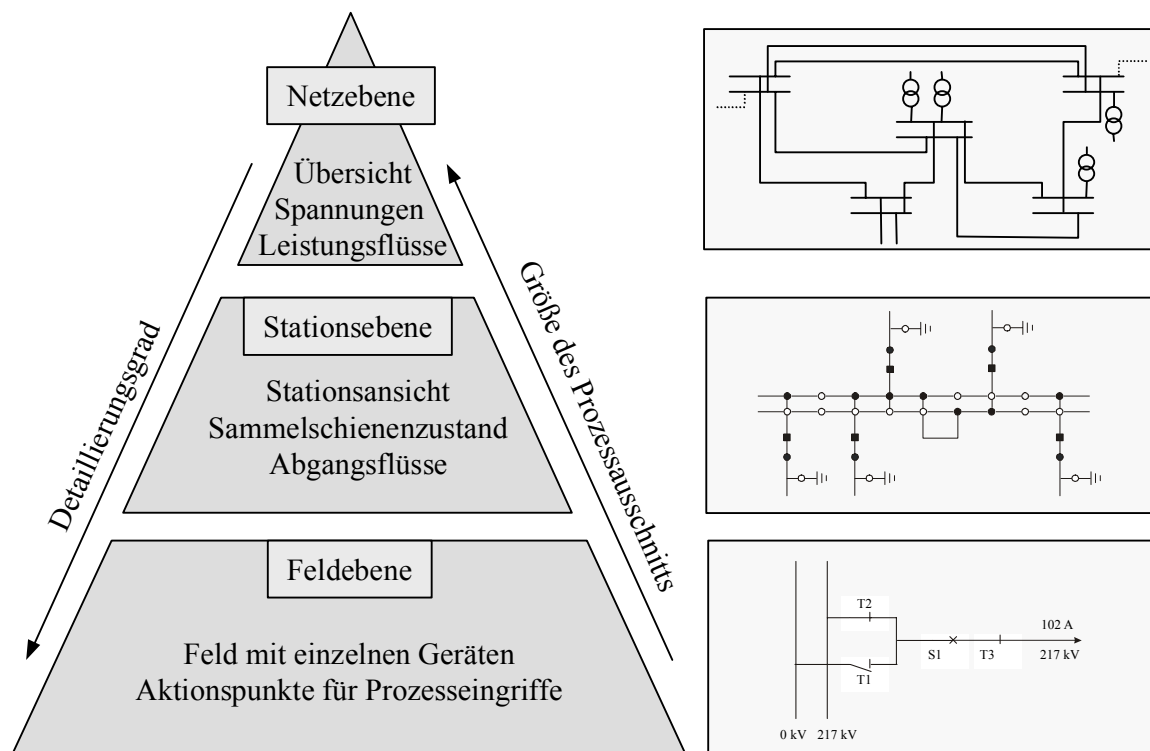 Netzebene
Übersicht
Spannungen
Leistungsflüsse
Detaillierungsgrad
Größe des Prozessausschnitts
Stationsebene
Stationsansicht
Sammelschienenzustand
Abgangsflüsse
Feldebene
Feld mit einzelnen Geräten
Aktionspunkte für Prozesseingriffe
T2
102 A
S1
T3
217 kV
T1
0 kV
217 kV